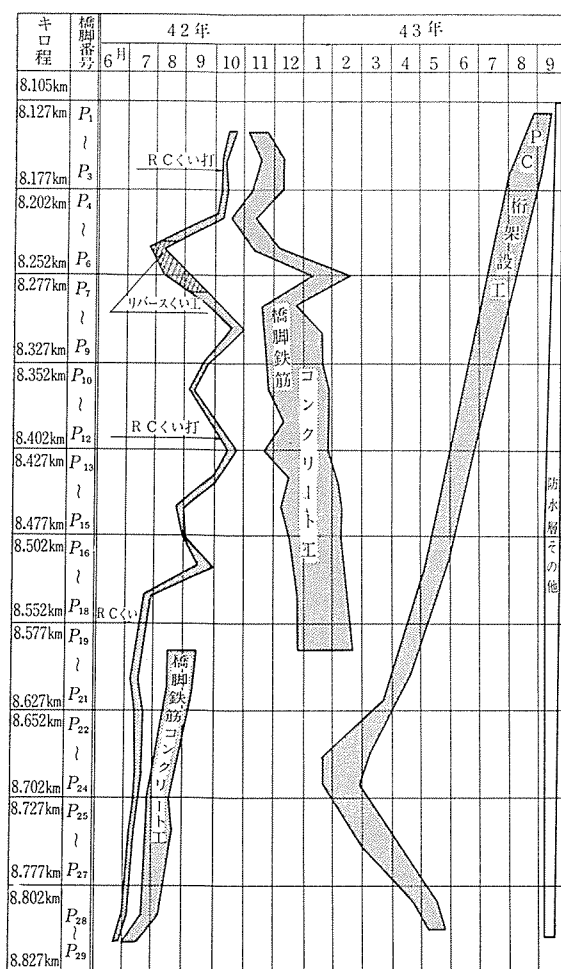 キロ程
橋脚番号
42年
43年
6月 7 8 9 10 11 12 1 2 3 4 5 6 7 8 9
8.105km
8.127km P1
~
8.177km P3
8.202km P4
~
8.252km P6
8.277km P7
~
8.327km P9
8.352km P10
~
8.402km P12
8.427km P13
~
8.477km P15
8.502km P16
~
8.552km P18
8.577km P19
~
8.627km P21
8.652km P22
~
8.702km P24
8.727km P25
~
8.777km P27
8.802km
P28
~
8.827km P29
RCくい打
リバースくい工
RCくい打
RCくい
橋脚鉄筋コンクリート工
橋脚鉄筋コンクリート工
PC桁架設工
防水層その他